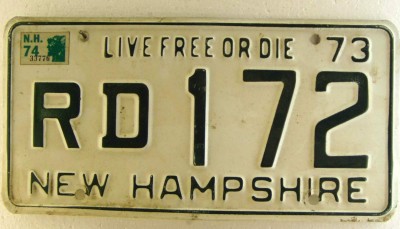 N.H.
74
LIVE FREE OR DIE 73
RD 172
NEW HAMPSHIRE